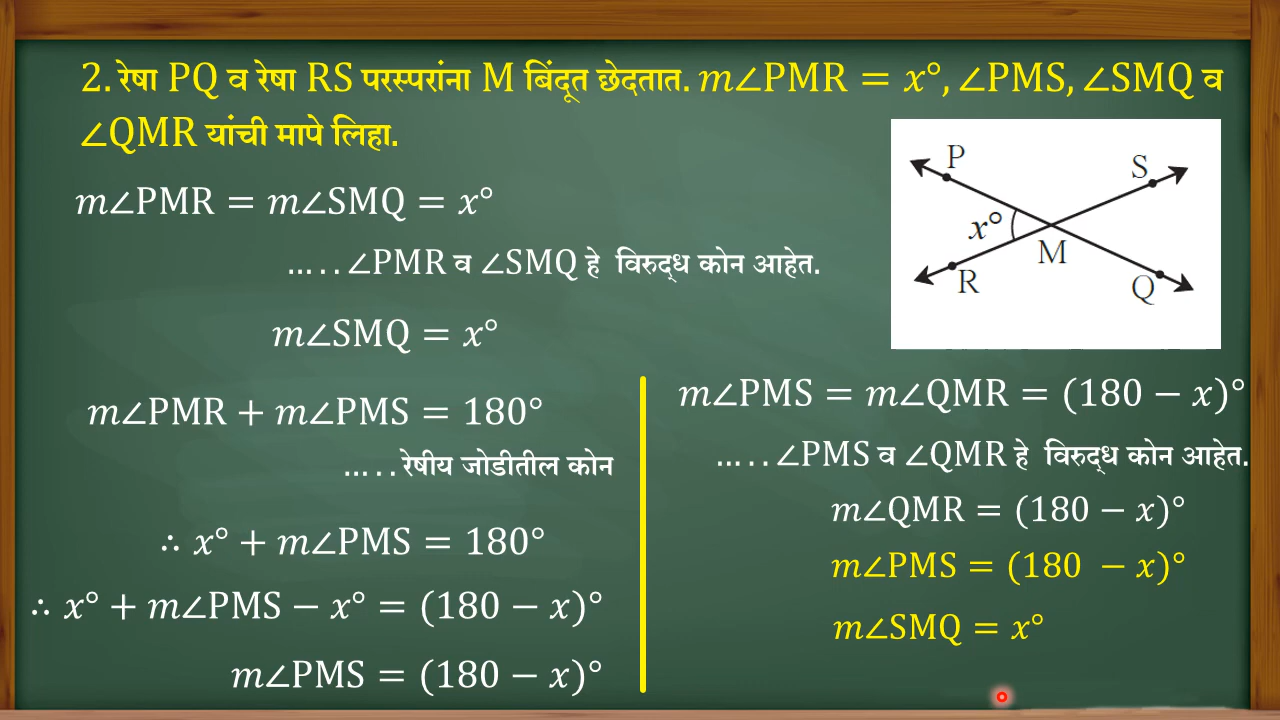 2. रेषा PQ व रेषा RS परस्परांना M बिंदूत छेदतात. m∠PMR = x°, ∠PMS, ∠SMQ व
∠QMR यांची मापे लिहा.
P
S
x°
M
R
Q
m∠PMR = m∠SMQ = x°
..... ∠PMR व ∠SMQ हे विरुद्ध कोन आहेत.
m∠SMQ = x°
m∠PMR + m∠PMS = 180°
..... रेषीय जोडीतील कोन
∴ x° + m∠PMS = 180°
∴ x° + m∠PMS − x° = (180 − x)°
m∠PMS = (180 − x)°
m∠PMS = m∠QMR = (180 − x)°
..... ∠PMS व ∠QMR हे विरुद्ध कोन आहेत.
m∠QMR = (180 − x)°
m∠PMS = (180 − x)°
m∠SMQ = x°